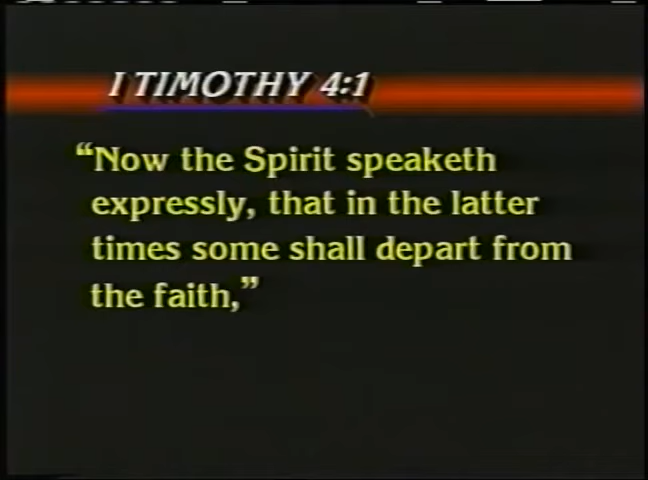 I TIMOTHY 4:1
“Now the Spirit speaketh
expressly, that in the latter
times some shall depart from
the faith,”